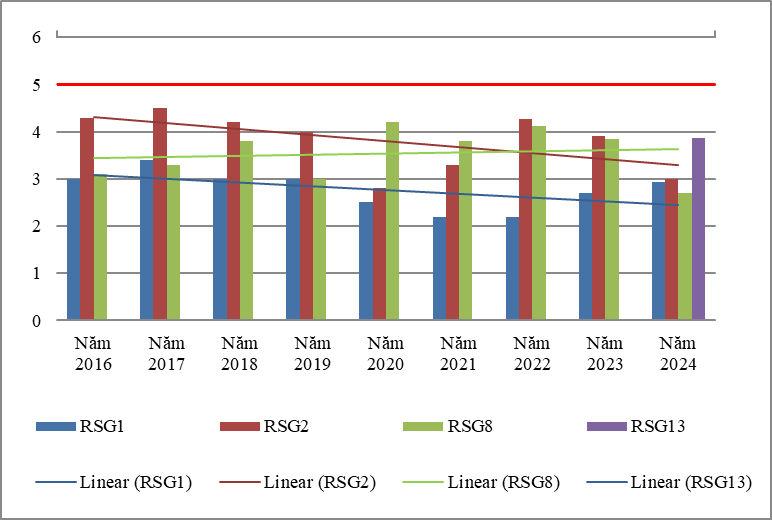 6
5
4
3
2
1
0
Năm Năm Năm Năm Năm Năm Năm Năm Năm
2016 2017 2018 2019 2020 2021 2022 2023 2024
RSG1 RSG2 RSG8 RSG13
Linear (RSG1) Linear (RSG2) Linear (RSG8) Linear (RSG13)